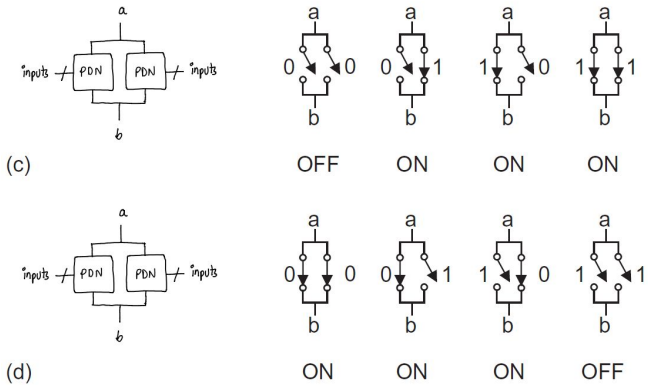 a a a a a
inputs PDN PDN inputs 0 0 0 1 1 0 1 1
b b b b b
(c) OFF ON ON ON
a a a a a
inputs PDN PDN inputs 0 0 0 1 1 0 1 1
b b b b b
(d) ON ON ON OFF